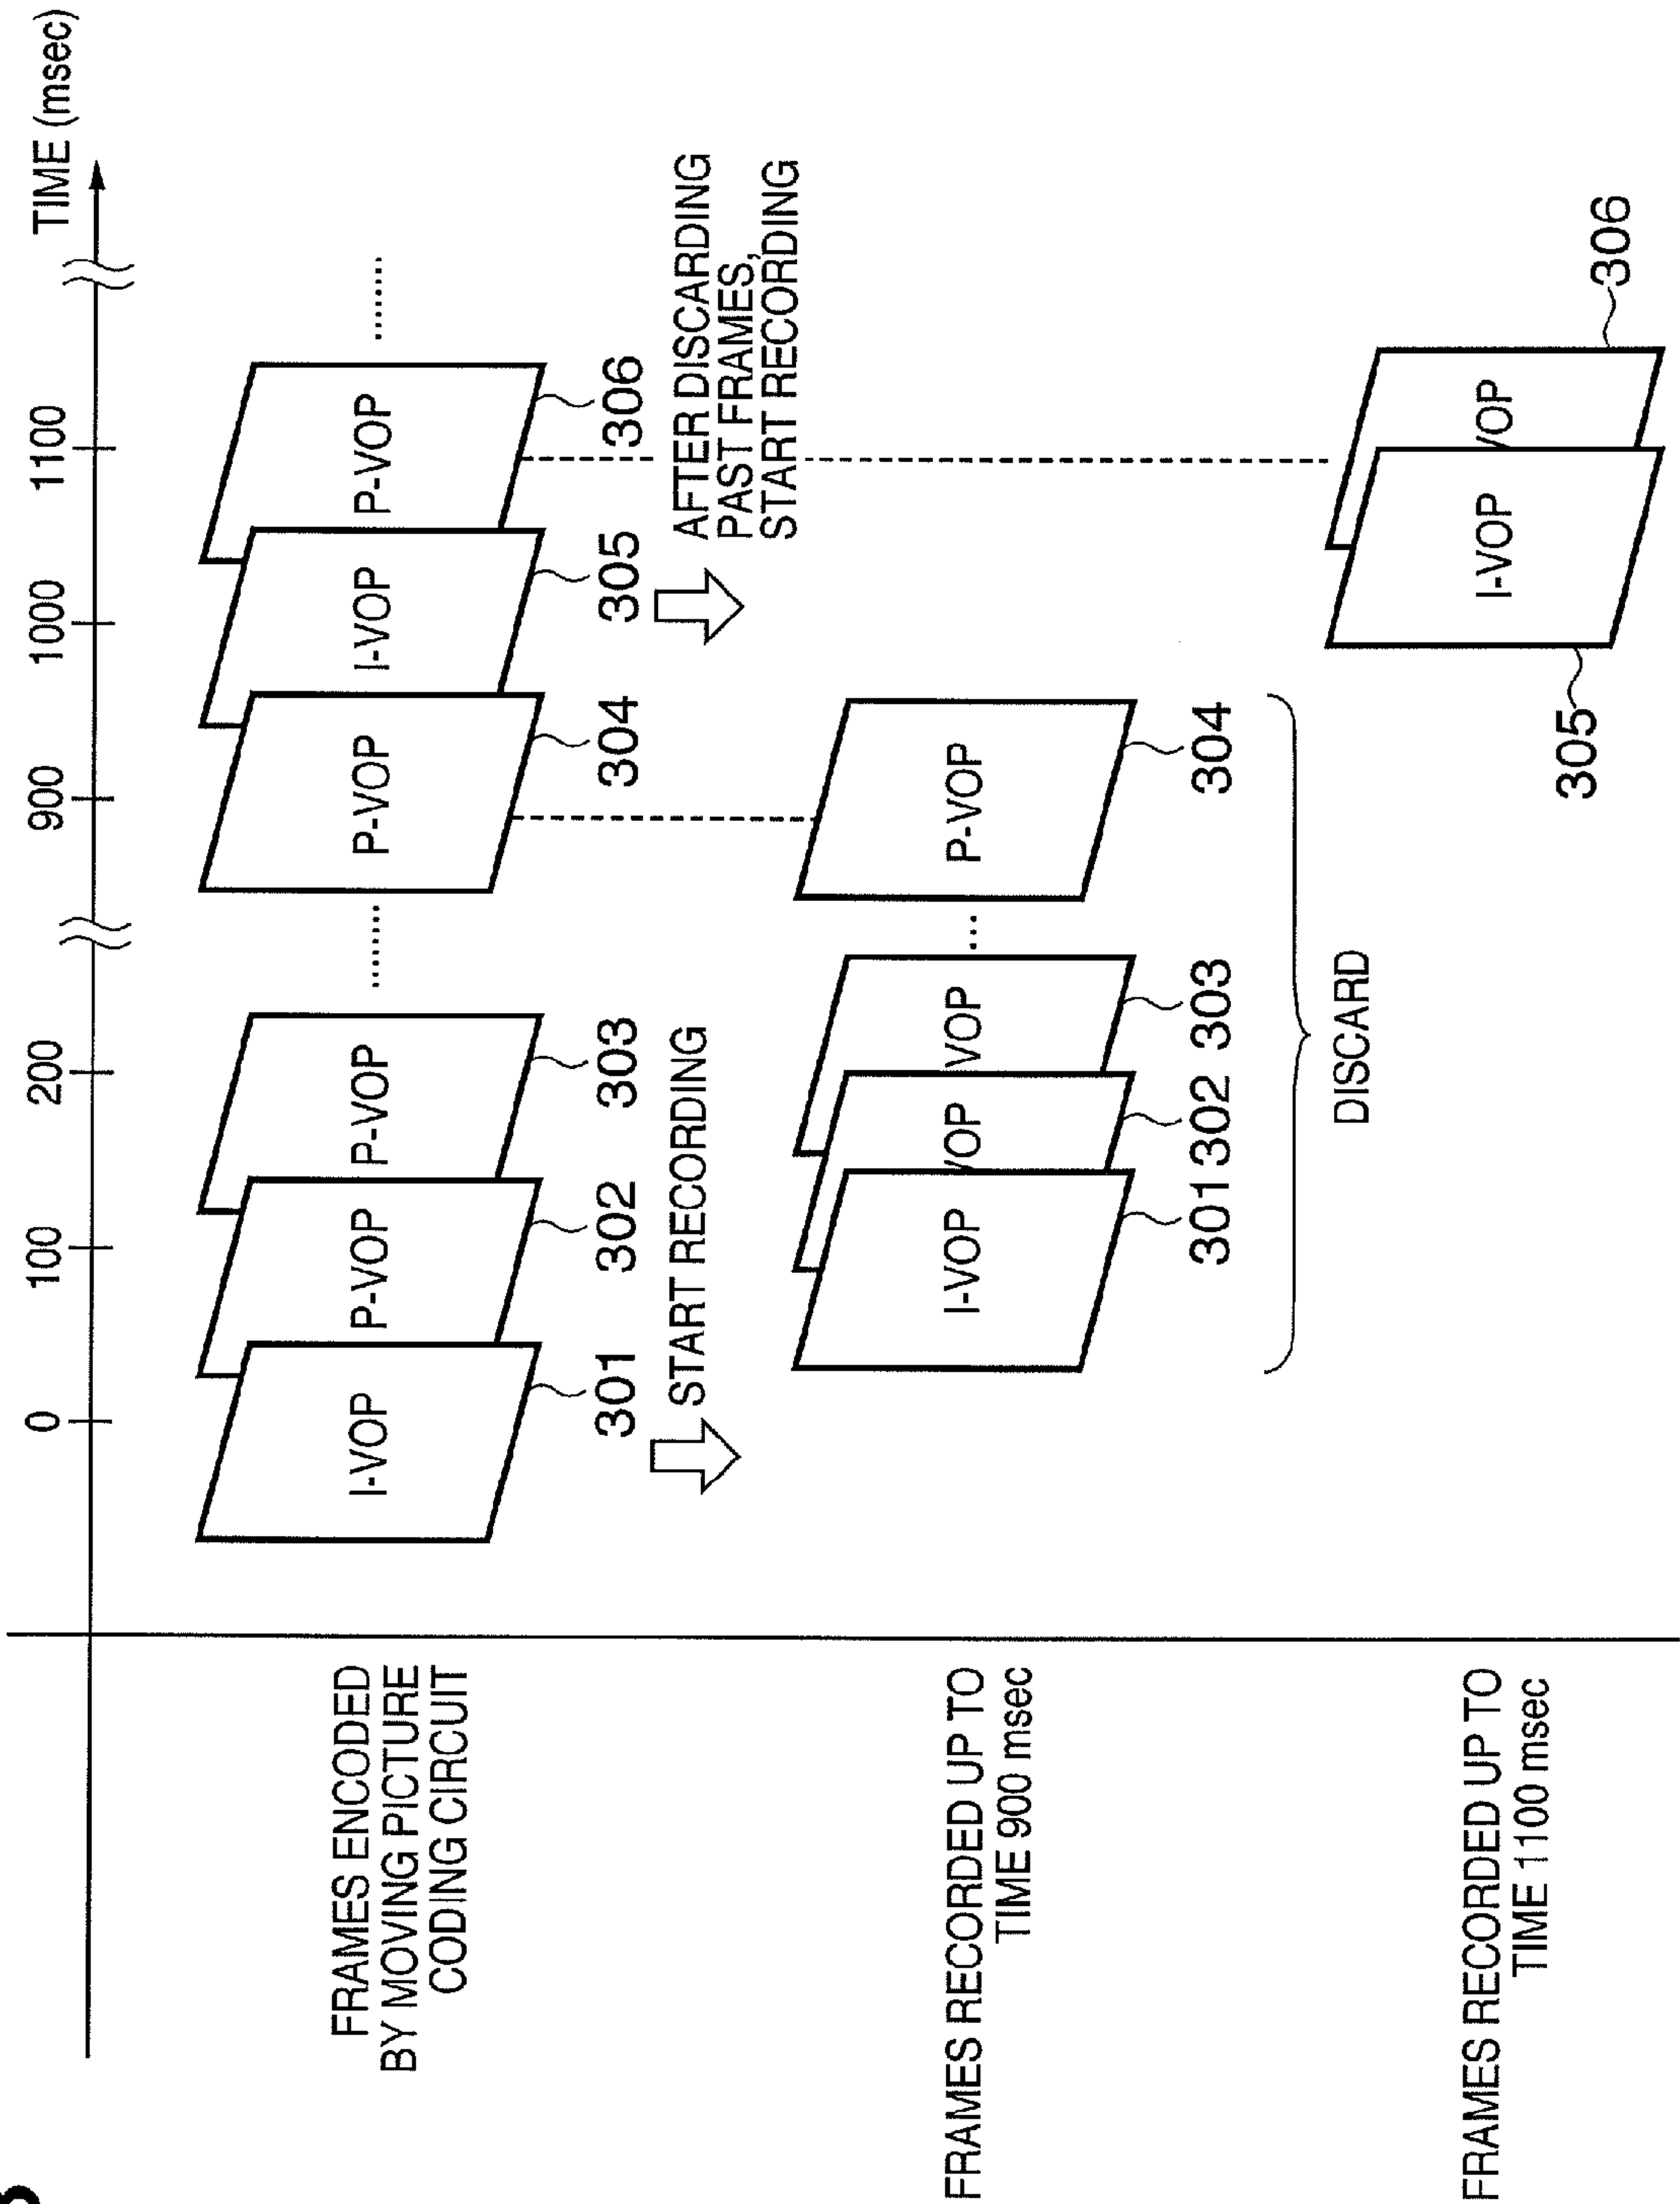 TIME (msec)
0 100 200 900 1000 1100
FRAMES ENCODED
BY MOVING PICTURE
CODING CIRCUIT
I-VOP P-VOP P-VOP ........ P-VOP I-VOP P-VOP ........
301 302 303 304 305 306
START RECORDING
AFTER DISCARDING
PAST FRAMES,
START RECORDING
FRAMES RECORDED UP TO
TIME 900 msec
I-VOP VOP VOP ... P-VOP
301 302 303 304
DISCARD
FRAMES RECORDED UP TO
TIME 1100 msec
I-VOP VOP
305 306